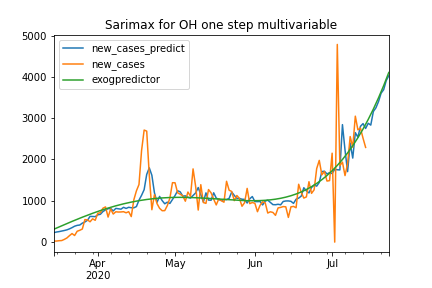 Sarimax for OH one step multivariable
new_cases_predict
new_cases
exogpredictor
5000
4000
3000
2000
1000
0
Apr
2020
May
Jun
Jul